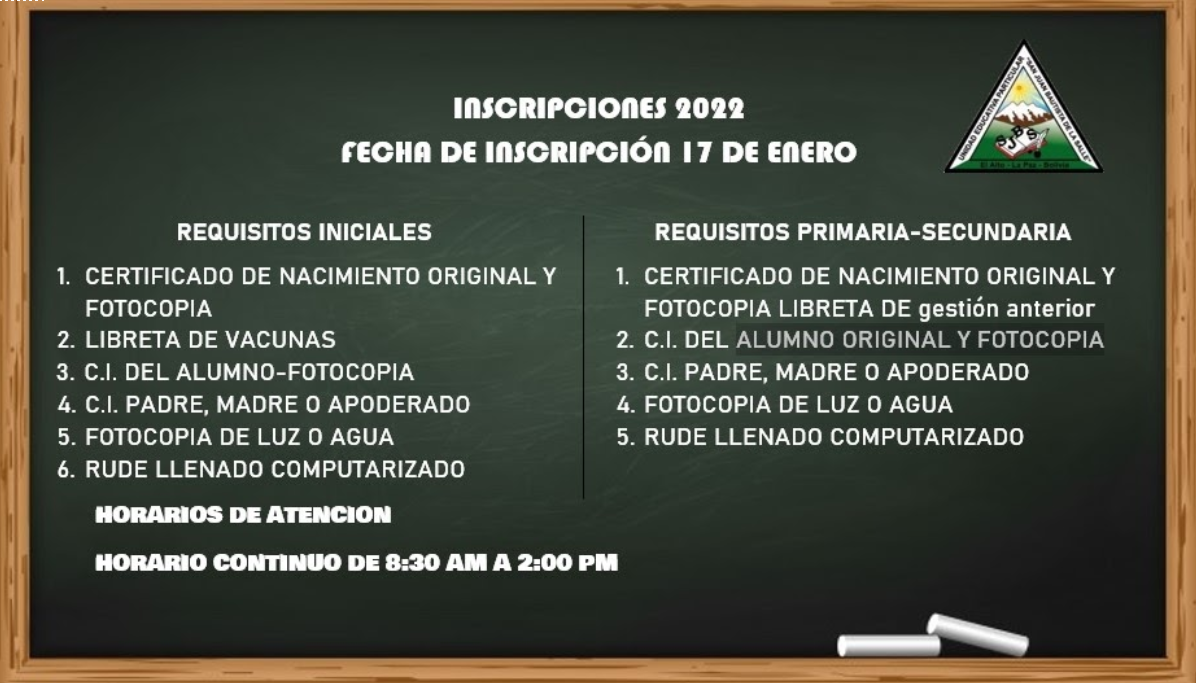 INSCRIPCIONES 2022
FECHA DE INSCRIPCIÓN 17 DE ENERO
UNIDAD EDUCATIVA PARTICULAR
"SAN JUAN BAUTISTA DE LA SALLE"
SJBS
El Alto - La Paz - Bolivia
REQUISITOS INICIALES
1. CERTIFICADO DE NACIMIENTO ORIGINAL Y
FOTOCOPIA
2. LIBRETA DE VACUNAS
3. C.I. DEL ALUMNO-FOTOCOPIA
4. C.I. PADRE, MADRE O APODERADO
5. FOTOCOPIA DE LUZ O AGUA
6. RUDE LLENADO COMPUTARIZADO
REQUISITOS PRIMARIA-SECUNDARIA
1. CERTIFICADO DE NACIMIENTO ORIGINAL Y
FOTOCOPIA LIBRETA DE gestión anterior
2. C.I. DEL ALUMNO ORIGINAL Y FOTOCOPIA
3. C.I. PADRE, MADRE O APODERADO
4. FOTOCOPIA DE LUZ O AGUA
5. RUDE LLENADO COMPUTARIZADO
HORARIOS DE ATENCION
HORARIO CONTINUO DE 8:30 AM A 2:00 PM